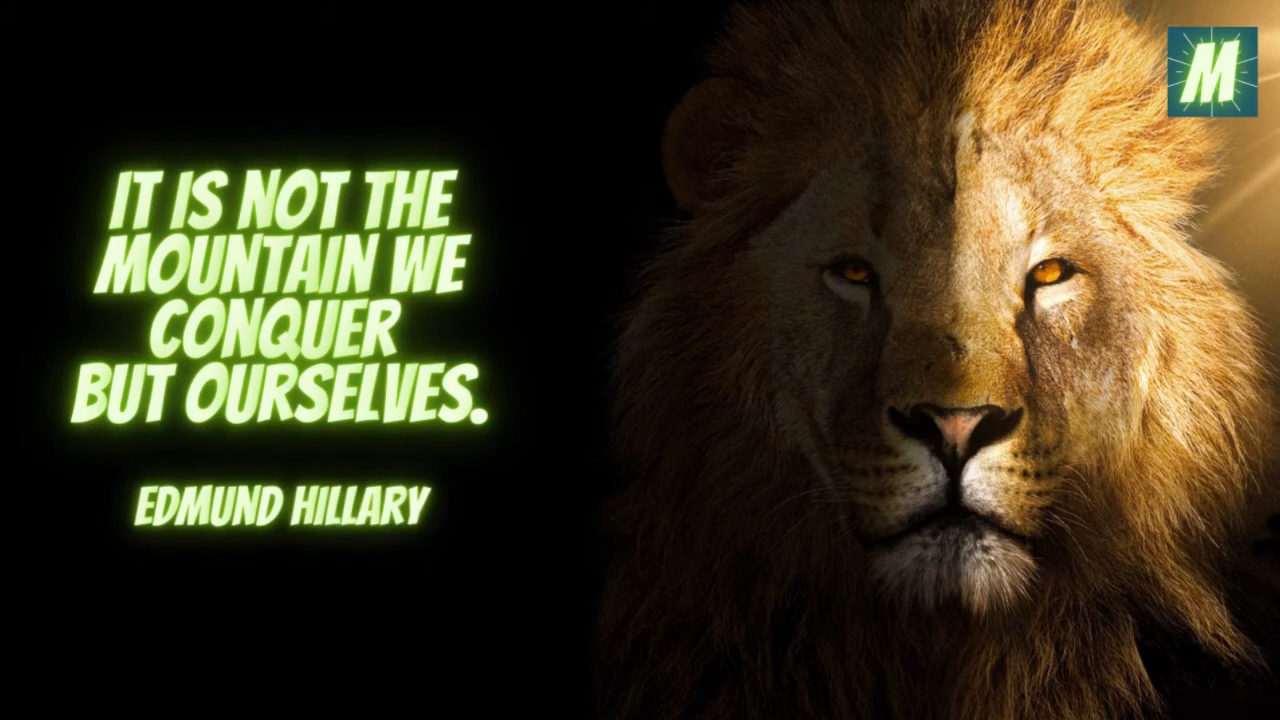 IT IS NOT THE
MOUNTAIN WE
CONQUER
BUT OURSELVES.
EDMUND HILLARY
M